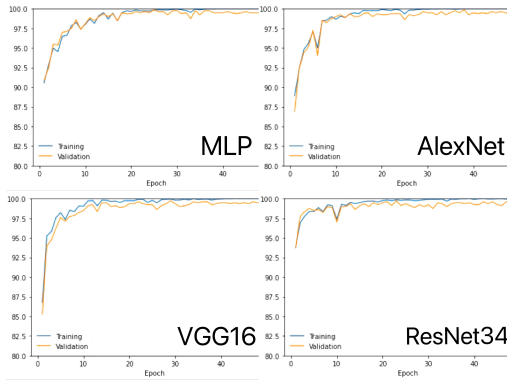 100.0
97.5
95.0
92.5
90.0
87.5
85.0
82.5
80.0
Training
Validation
MLP
0 10 20 30 40
Epoch
100.0
97.5
95.0
92.5
90.0
87.5
85.0
82.5
80.0
Training
Validation
AlexNet
0 10 20 30 40
Epoch
100.0
97.5
95.0
92.5
90.0
87.5
85.0
82.5
80.0
Training
Validation
VGG16
0 10 20 30 40
Epoch
100.0
97.5
95.0
92.5
90.0
87.5
85.0
82.5
80.0
Training
Validation
ResNet34
0 10 20 30 40
Epoch